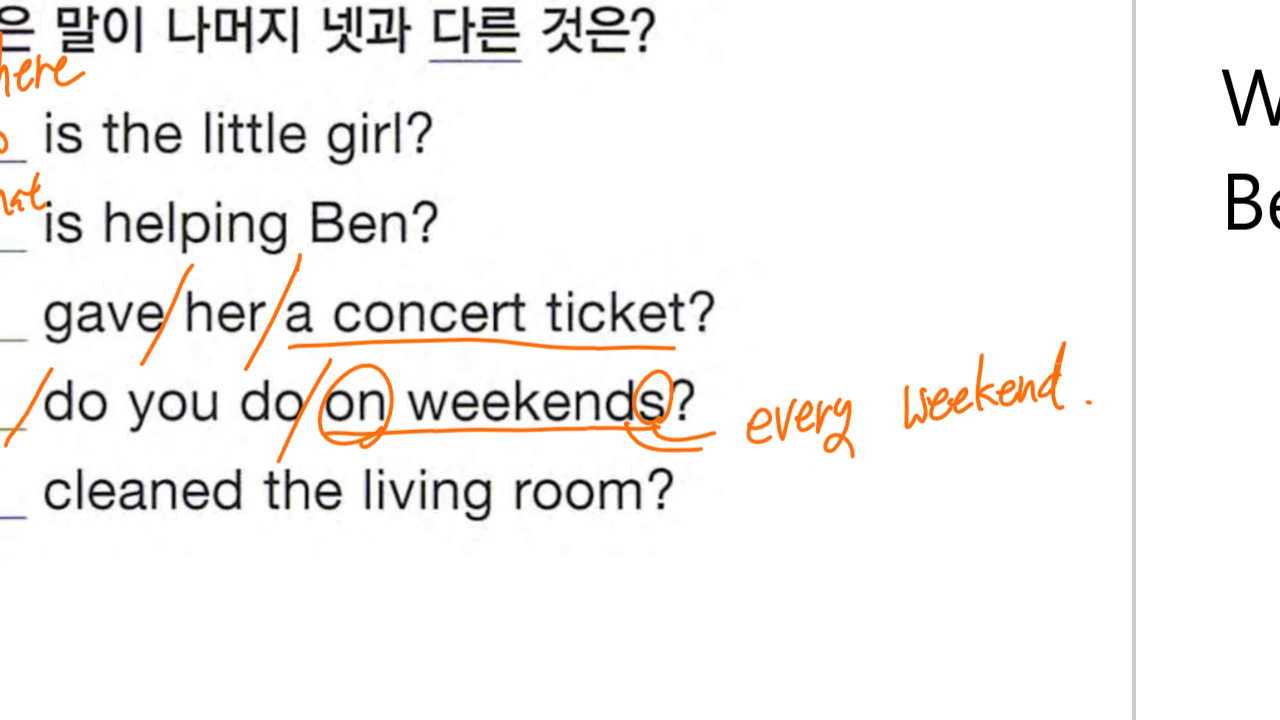 은 말이 나머지 넷과 다른 것은?
here
is the little girl?
is helping Ben?
gave her a concert ticket?
do you do on weekends? every weekend.
cleaned the living room?